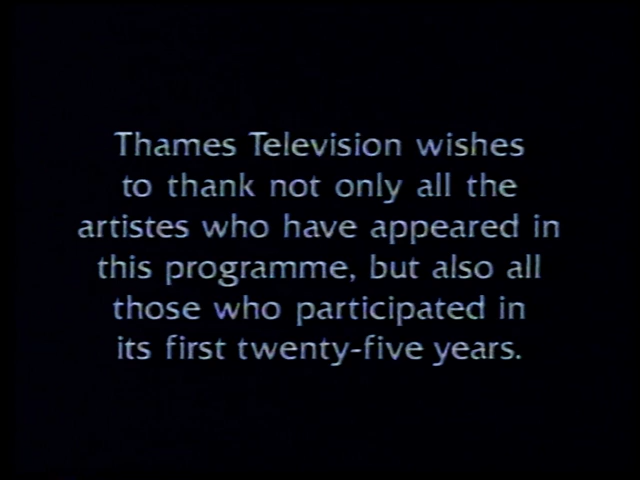 Thames Television wishes
to thank not only all the
artistes who have appeared in
this programme, but also all
those who participated in
its first twenty-five years.